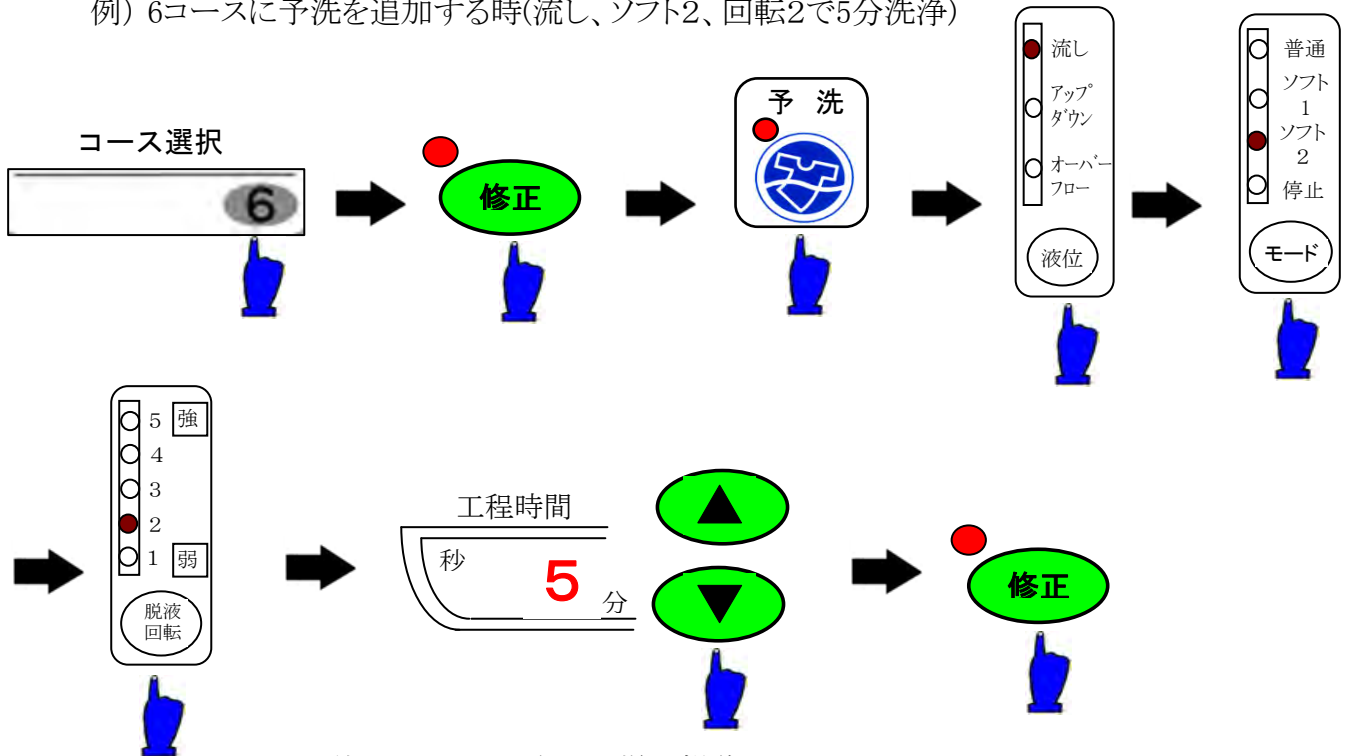 例) 6コースに予洗を追加する時(流し、ソフト2、回転2で5分洗浄)
コース選択
6
修正
予 洗
流し
アップ
ダウン
オーバー
フロー
液位
普通
ソフト
1
ソフト
2
停止
モード
5 強
4
3
2
1 弱
脱液
回転
工程時間
秒
5
分
修正